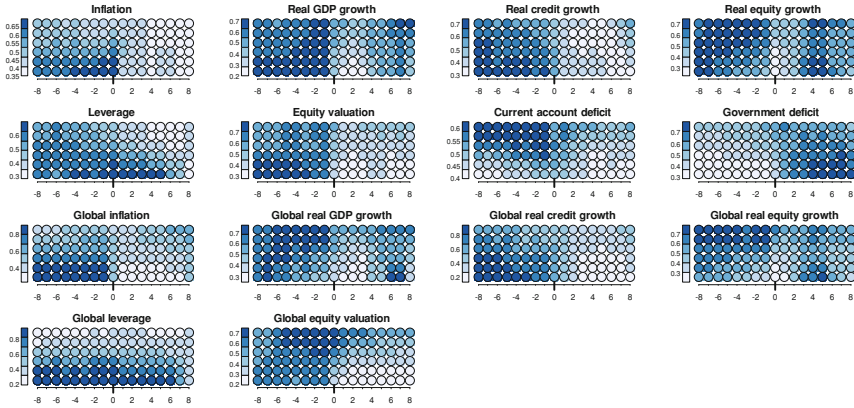 Inflation
0.65
0.6
0.55
0.5
0.45
0.4
0.35
-8 -6 -4 -2 0 2 4 6 8
Real GDP growth
0.7
0.6
0.5
0.4
0.3
0.2
-8 -6 -4 -2 0 2 4 6 8
Real credit growth
0.7
0.6
0.5
0.4
0.3
-8 -6 -4 -2 0 2 4 6 8
Real equity growth
0.7
0.6
0.5
0.4
0.3
-8 -6 -4 -2 0 2 4 6 8
Leverage
0.6
0.5
0.4
0.3
-8 -6 -4 -2 0 2 4 6 8
Equity valuation
0.7
0.6
0.5
0.4
0.3
-8 -6 -4 -2 0 2 4 6 8
Current account deficit
0.6
0.55
0.5
0.45
0.4
-8 -6 -4 -2 0 2 4 6 8
Government deficit
0.7
0.6
0.5
0.4
0.3
-8 -6 -4 -2 0 2 4 6 8
Global inflation
0.8
0.6
0.4
-8 -6 -4 -2 0 2 4 6 8
Global real GDP growth
0.7
0.6
0.5
0.4
0.3
-8 -6 -4 -2 0 2 4 6 8
Global real credit growth
0.8
0.6
0.4
0.2
-8 -6 -4 -2 0 2 4 6 8
Global real equity growth
0.7
0.6
0.5
0.4
0.3
-8 -6 -4 -2 0 2 4 6 8
Global leverage
0.8
0.6
0.4
0.2
-8 -6 -4 -2 0 2 4 6 8
Global equity valuation
0.7
0.6
0.5
0.4
0.3
0.2
-8 -6 -4 -2 0 2 4 6 8